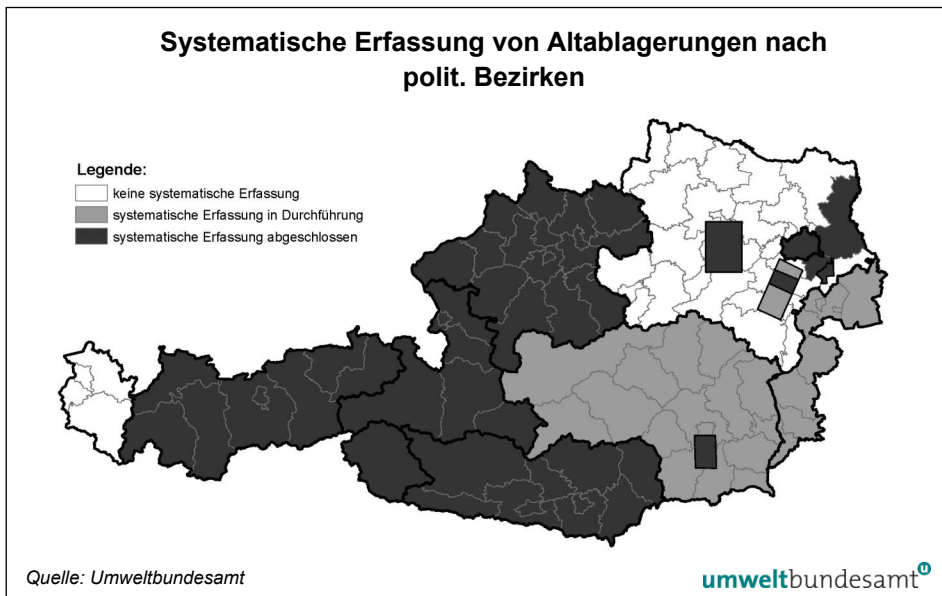 Systematische Erfassung von Altablagerungen nach
polit. Bezirken
Legende:
keine systematische Erfassung
systematische Erfassung in Durchführung
systematische Erfassung abgeschlossen
Quelle: Umweltbundesamt
umweltbundesamt u